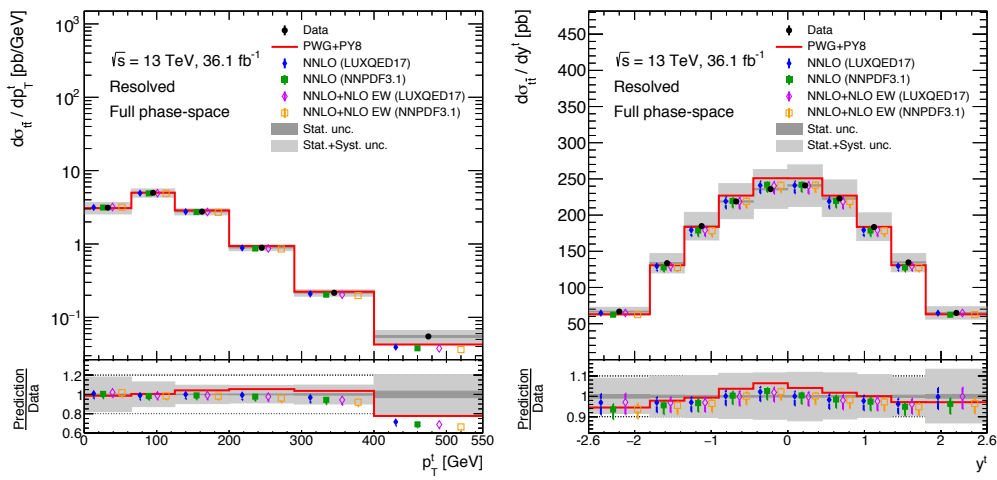 dσ_{tt̄} / dp_T^t [pb/GeV]
10³
10²
10
1
10⁻¹
√s = 13 TeV, 36.1 fb⁻¹
Resolved
Full phase-space
Data
PWG+PY8
NNLO (LUXQED17)
NNLO (NNPDF3.1)
NNLO+NLO EW (LUXQED17)
NNLO+NLO EW (NNPDF3.1)
Stat. unc.
Stat.+Syst. unc.
Prediction
Data
1.2
1
0.8
0.6
0 100 200 300 400 500 550
p_T^t [GeV]
dσ_{tt̄} / dy^t [pb]
450
400
350
300
250
200
150
100
50
√s = 13 TeV, 36.1 fb⁻¹
Resolved
Full phase-space
Data
PWG+PY8
NNLO (LUXQED17)
NNLO (NNPDF3.1)
NNLO+NLO EW (LUXQED17)
NNLO+NLO EW (NNPDF3.1)
Stat. unc.
Stat.+Syst. unc.
Prediction
Data
1.1
1
0.9
-2.6 −1 0 1 2 2.6
y^t